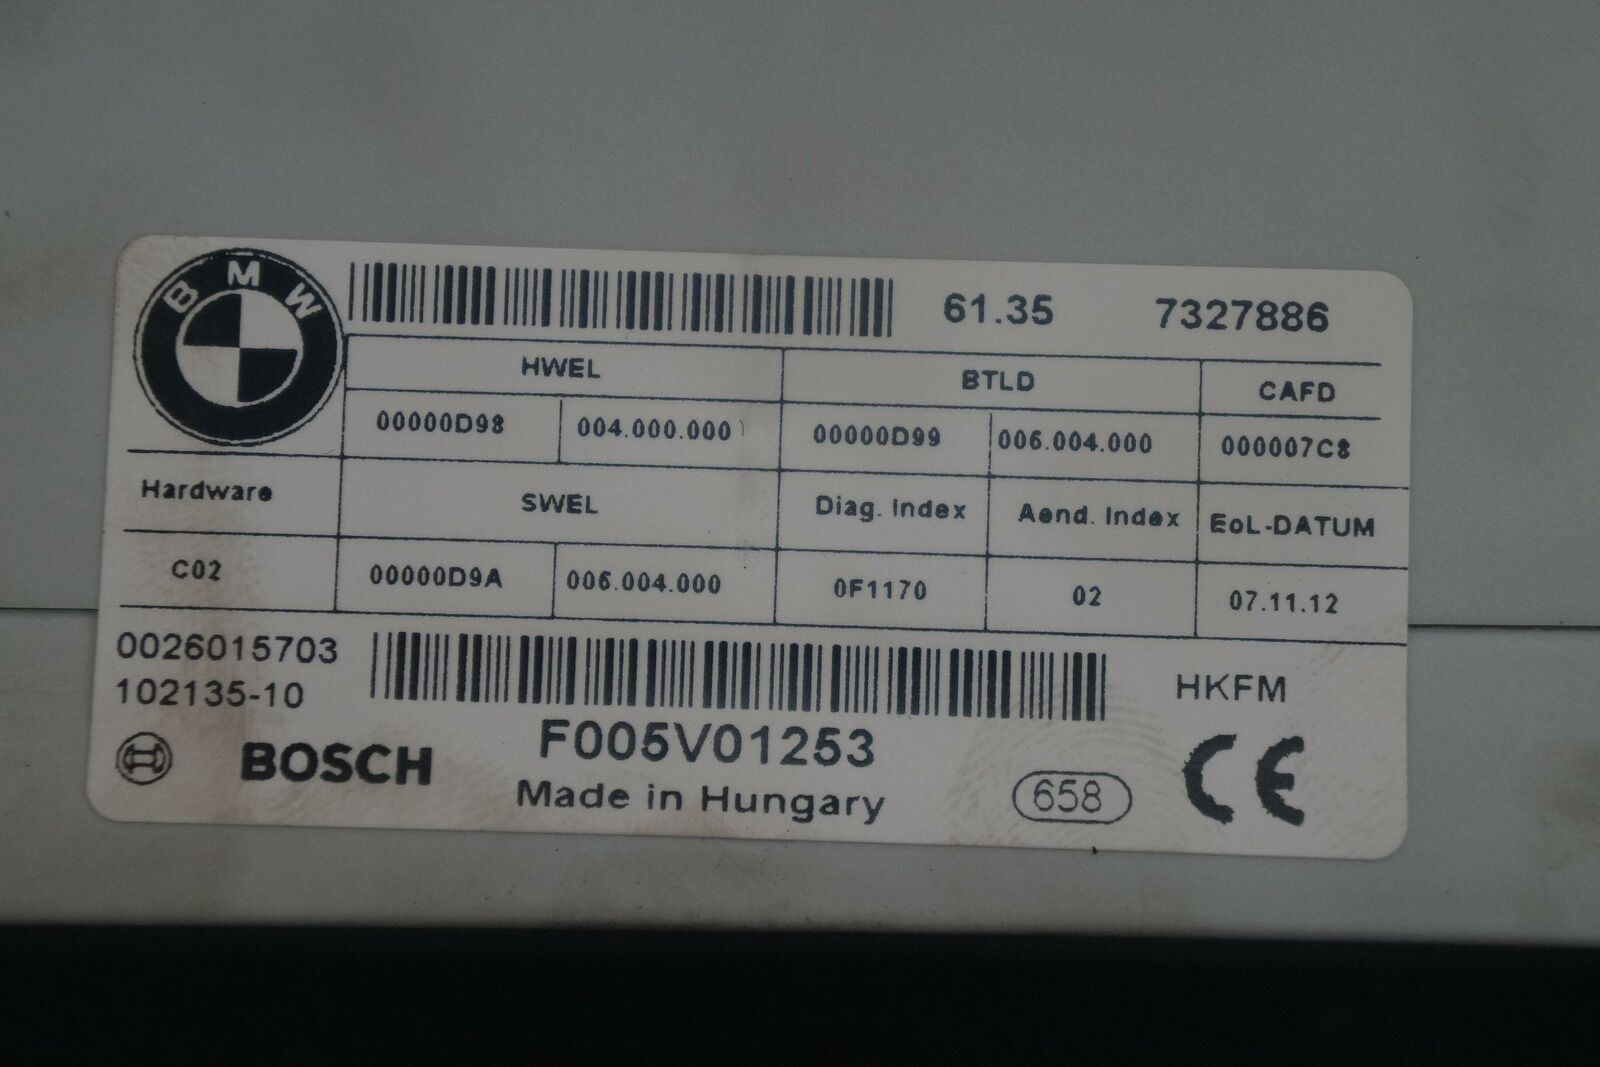 BMW
61.35 7327886
HWEL BTLD CAFD
00000D98 004.000.000 00000D99 006.004.000 000007C8
Hardware SWEL Diag. Index Aend. Index EoL-DATUM
C02 00000D9A 006.004.000 0F1170 02 07.11.12
0026015703
102135-10
HKFM
BOSCH F005V01253
Made in Hungary
658 CE